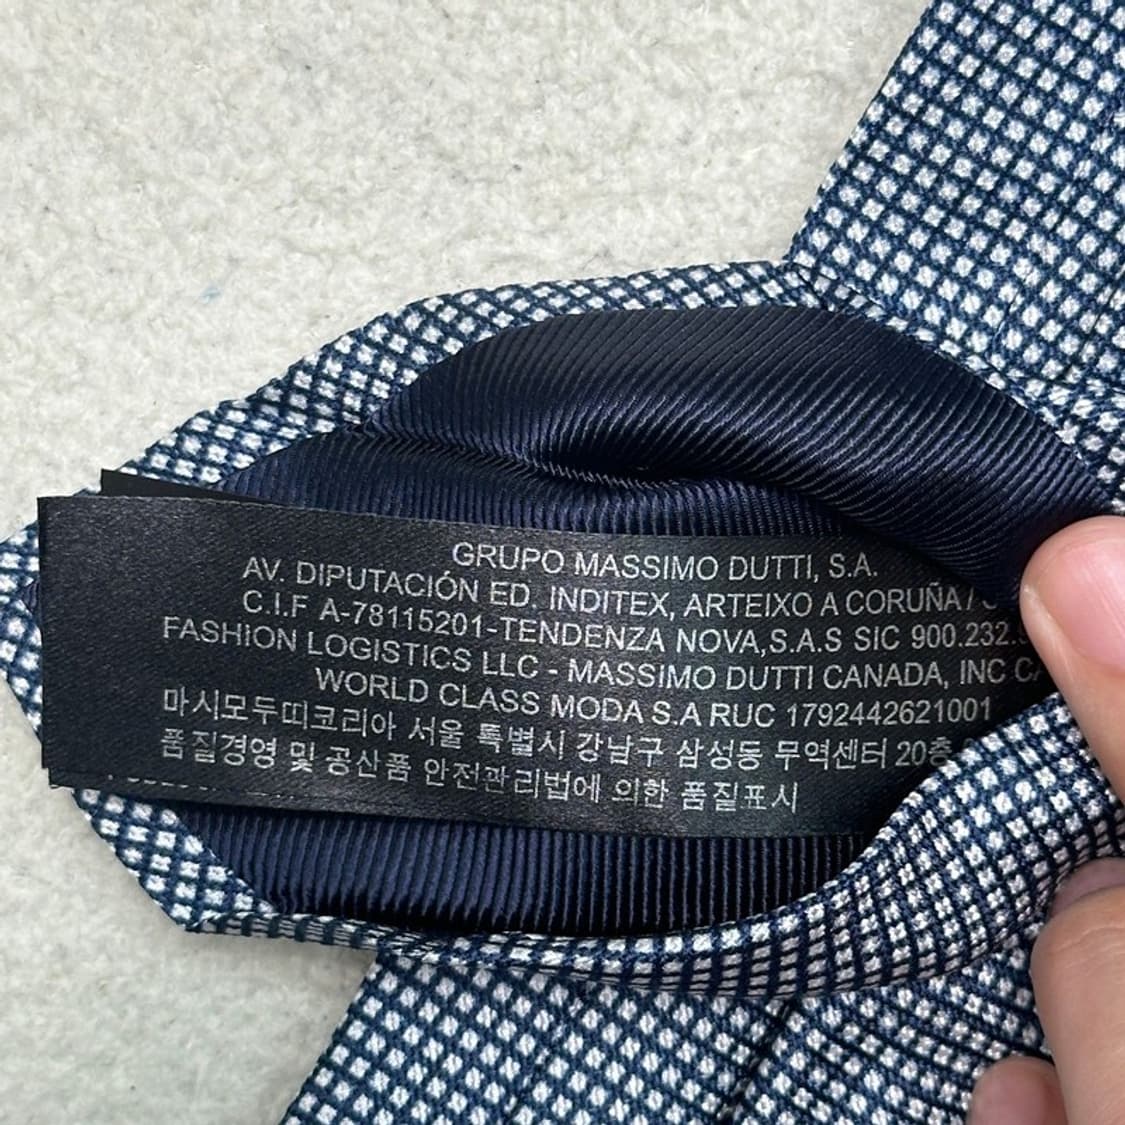 GRUPO MASSIMO DUTTI, S.A.
AV. DIPUTACIÓN ED. INDITEX, ARTEIXO A CORUÑA /
C.I.F A-78115201-TENDENZA NOVA,S.A.S SIC 900.232.
FASHION LOGISTICS LLC - MASSIMO DUTTI CANADA, INC
WORLD CLASS MODA S.A RUC 1792442621001
마시모두띠코리아 서울 특별시 강남구 삼성동 무역센터 20층
품질경영 및 공산품 안전관리법에 의한 품질표시